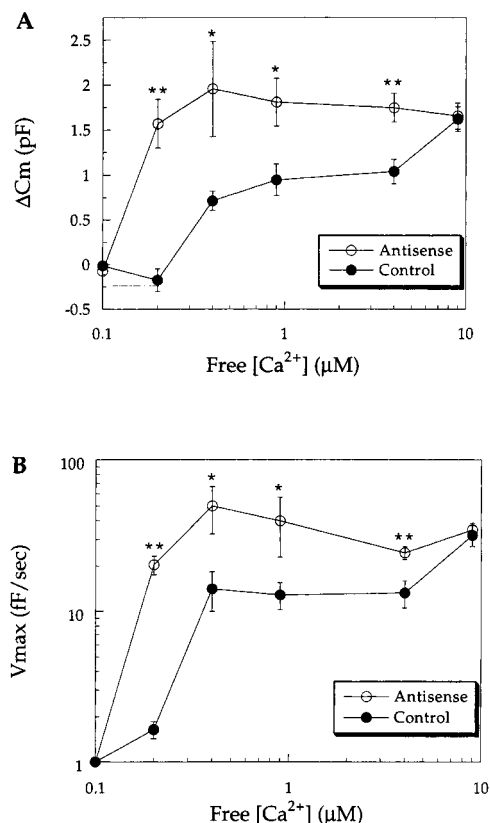 A
2.5
2
1.5
1
0.5
0
-0.5
ΔCm (pF)
** * * **
Antisense
Control
0.1 1 10
Free [Ca²⁺] (μM)
B
100
10
1
Vmax (fF/sec)
** * * **
Antisense
Control
0.1 1 10
Free [Ca²⁺] (μM)